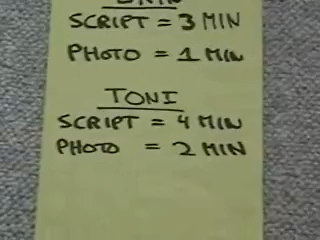 SCRIPT = 3 MIN
PHOTO = 1 MIN
TONI
SCRIPT = 4 MIN
PHOTO = 2 MIN